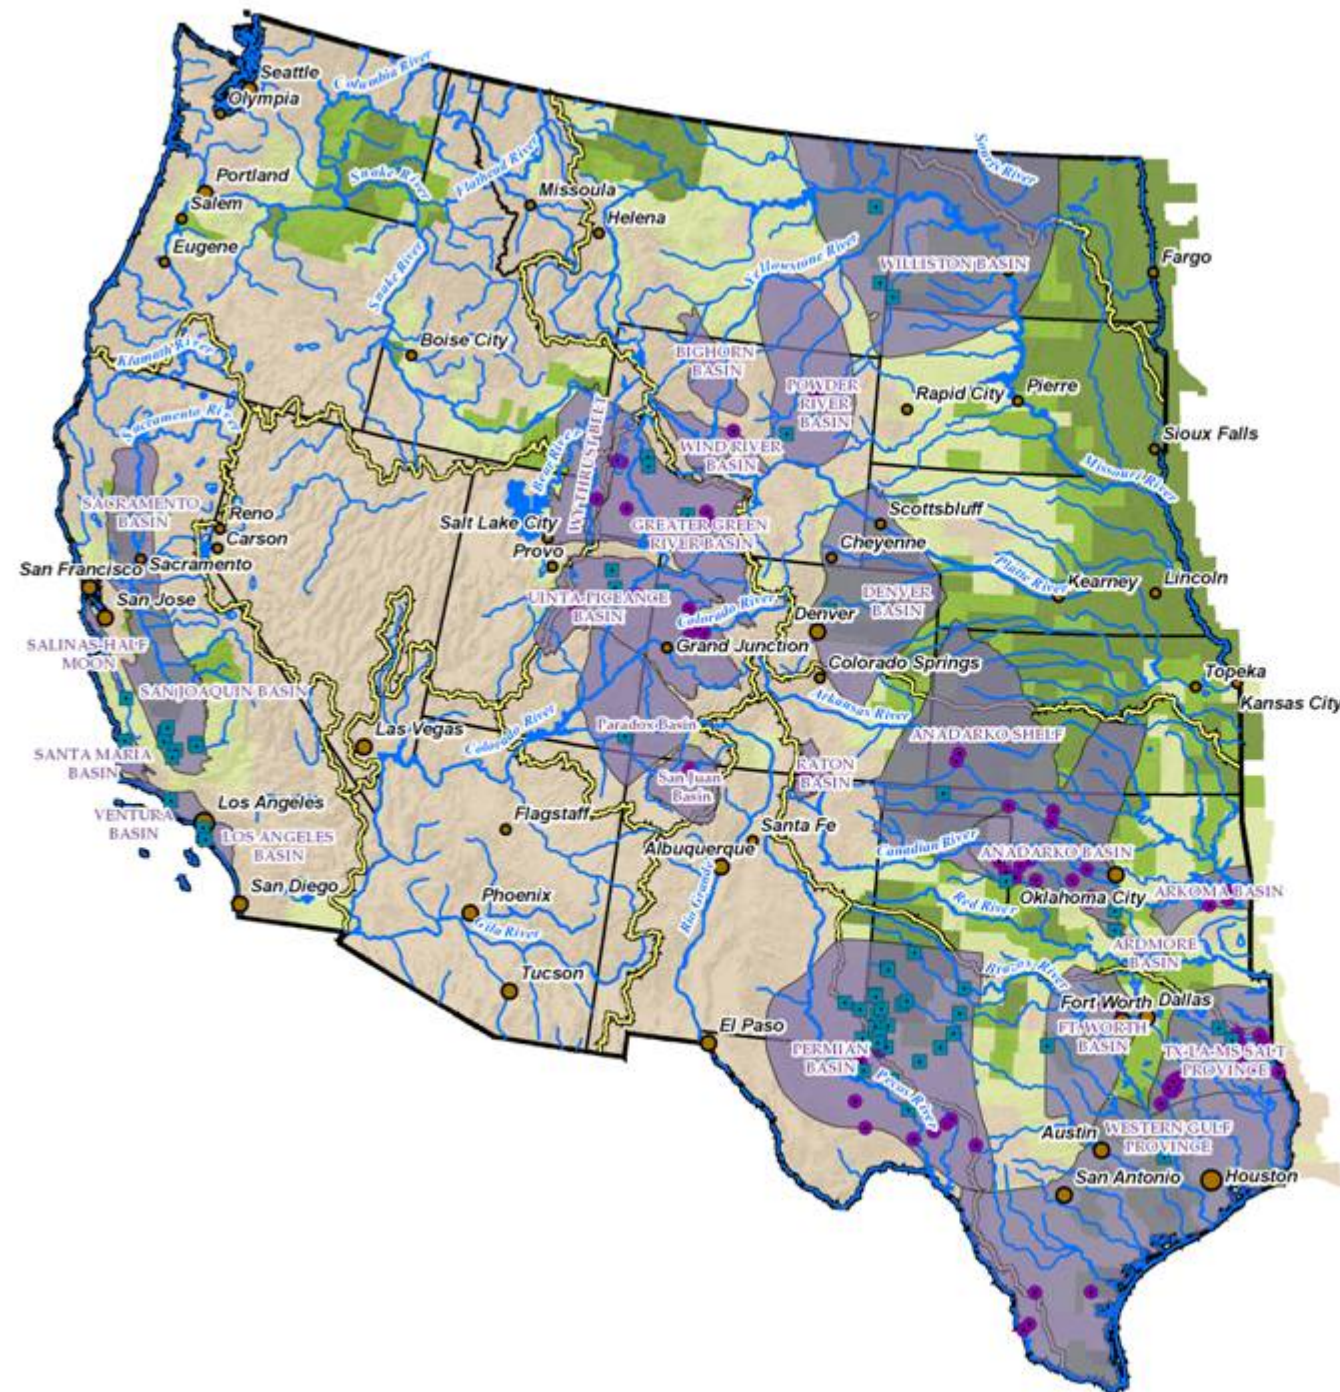 Seattle
Columbia River
Olympia
Souris River
Portland
Snake River
Flathead River
Missoula
Salem
Helena
Eugene
Fargo
Yellowstone River
WILLISTON BASIN
Snake River
Klamath River
Boise City
BIGHORN
BASIN
POWDER
RIVER
BASIN
Rapid City
Pierre
Sacramento River
WY THRUST BELT
Bear River
WIND RIVER
BASIN
Sioux Falls
Missouri River
SACRAMENTO
BASIN
Reno
Carson
Salt Lake City
GREATER GREEN
RIVER BASIN
Scottsbluff
Provo
Cheyenne
San Francisco
Sacramento
San Jose
UINTA-PICEANCE
BASIN
Colorado River
DENVER
BASIN
Platte River
Kearney
Lincoln
Denver
SALINAS-HALF
MOON
Grand Junction
Colorado Springs
Topeka
Kansas City
SAN JOAQUIN BASIN
Arkansas River
Las Vegas
Colorado River
Paradox Basin
ANADARKO SHELF
SANTA MARIA
BASIN
San Juan
Basin
RATON
BASIN
VENTURA
BASIN
Los Angeles
LOS ANGELES
BASIN
Flagstaff
Santa Fe
Albuquerque
Canadian River
ANADARKO BASIN
San Diego
Phoenix
Gila River
Rio Grande
Oklahoma City
Red River
ARKOMA BASIN
ARDMORE
BASIN
Tucson
Brazos River
El Paso
Fort Worth
Dallas
FT. WORTH
BASIN
PERMIAN
BASIN
TX-LA-MS SALT
PROVINCE
Pecos River
Austin
WESTERN GULF
PROVINCE
San Antonio
Houston